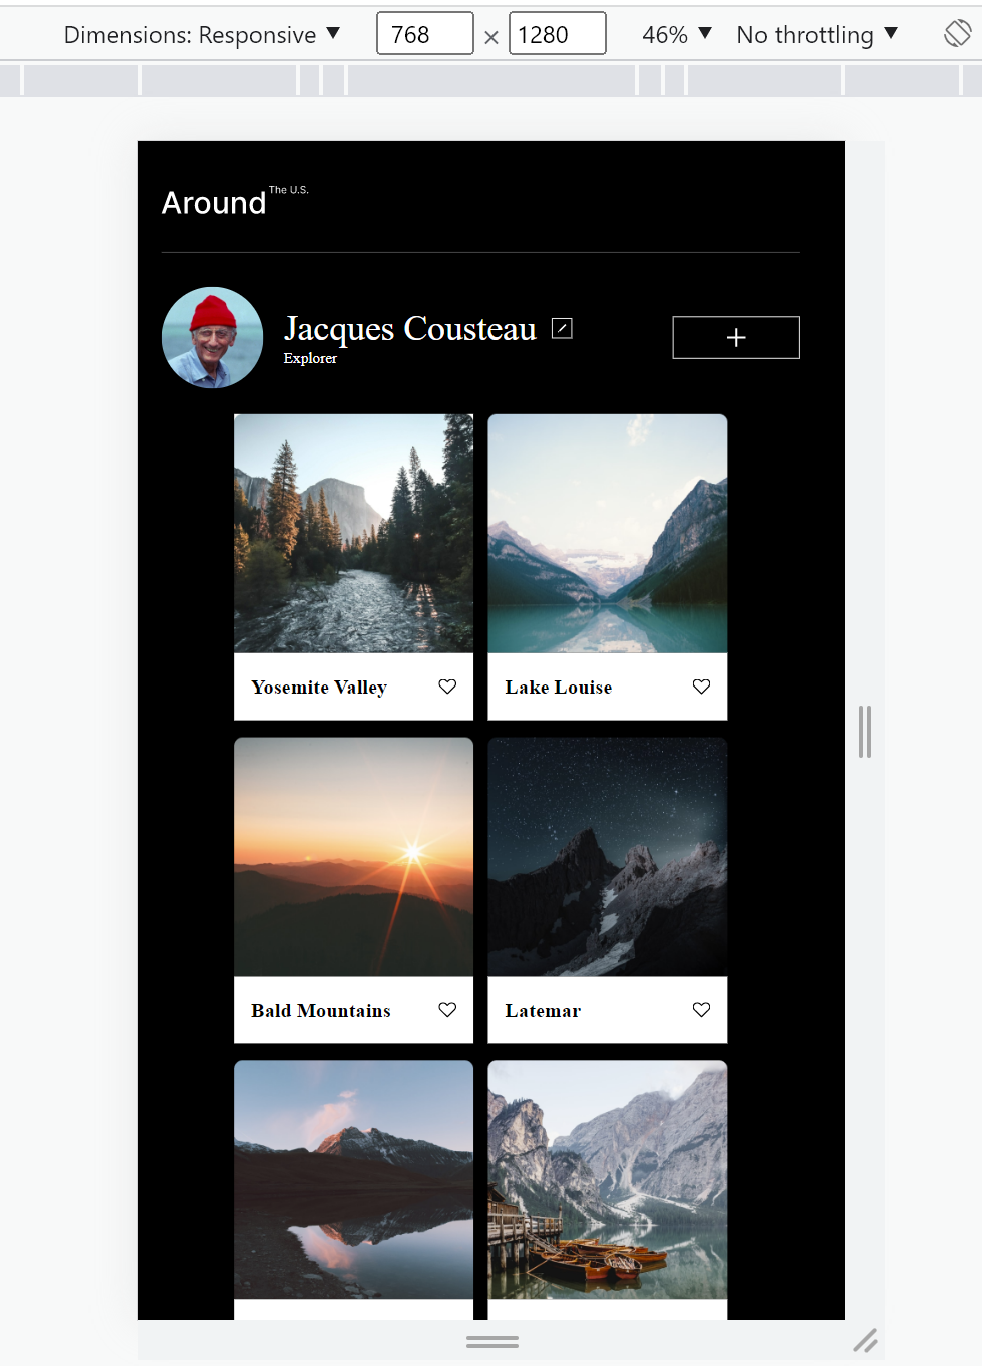 Dimensions: Responsive ▼ 768 × 1280 46% ▼ No throttling ▼
Around The U.S.
Jacques Cousteau
Explorer
Yosemite Valley
Lake Louise
Bald Mountains
Latemar